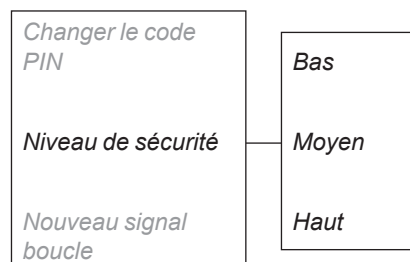 Changer le code
PIN
Niveau de sécurité
Nouveau signal
boucle
Bas
Moyen
Haut